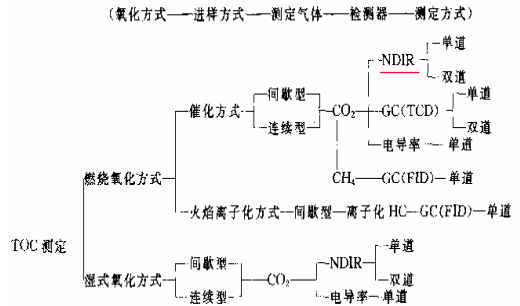 (氧化方式——进样方式——测定气体——检测器——测定方式)
单道
NDIR
双道
间歇型
单道
催化方式 CO₂ GC(TCD)
连续型
双道
电导率 单道
燃烧氧化方式 CH₄ GC(FID) 单道
火焰离子化方式 间歇型 离子化 HC GC(FID) 单道
TOC 测定
单道
间歇型 NDIR
湿式氧化方式 CO₂ 双道
连续型 电导率 单道